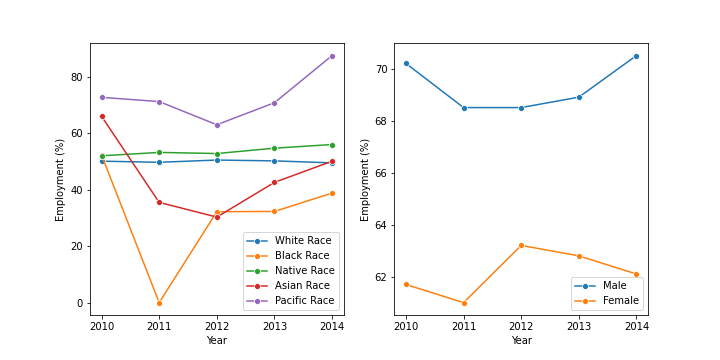 Employment (%)
80
60
40
20
0
2010 2011 2012 2013 2014
Year
White Race
Black Race
Native Race
Asian Race
Pacific Race
Employment (%)
70
68
66
64
62
2010 2011 2012 2013 2014
Year
Male
Female